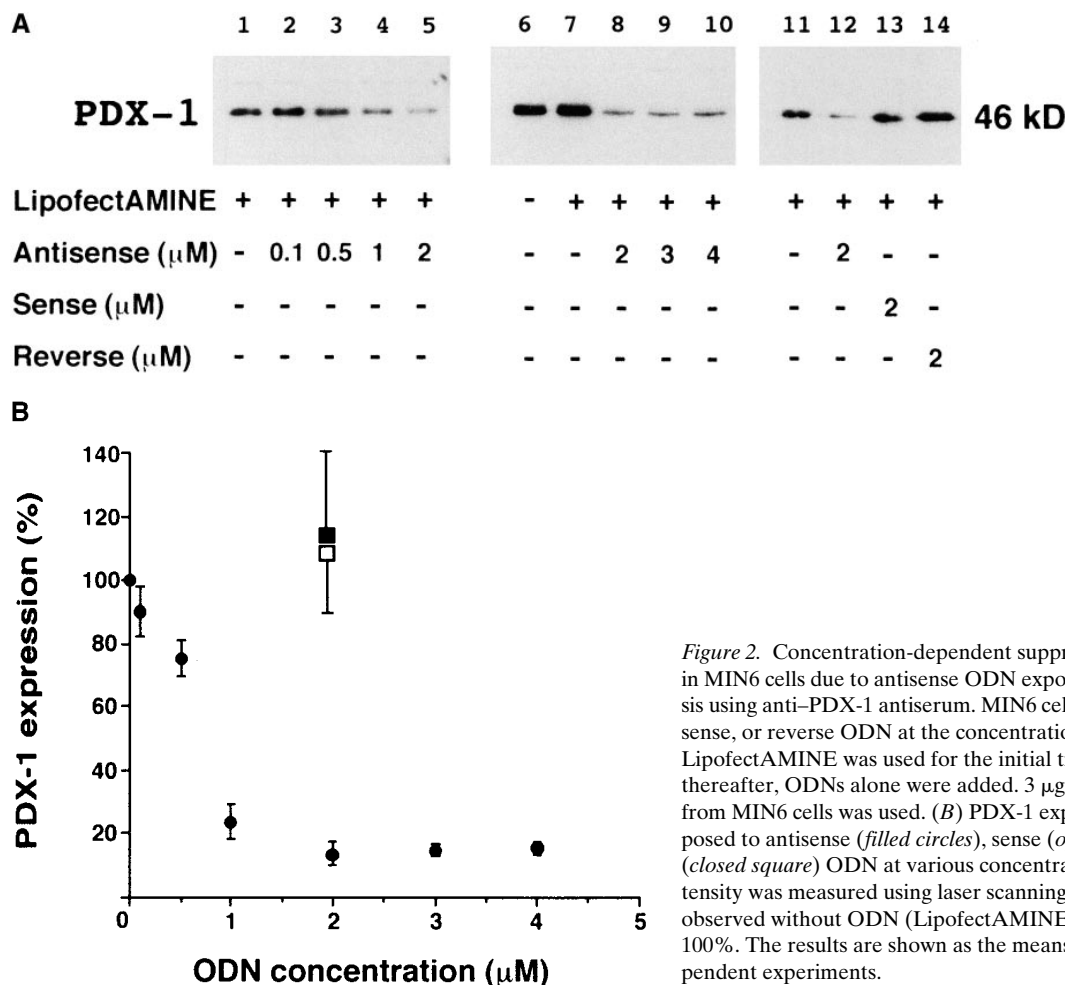 A
1 2 3 4 5 6 7 8 9 10 11 12 13 14
PDX-1 46 kD
LipofectAMINE + + + + + - + + + + + + + +
Antisense (μM) - 0.1 0.5 1 2 - - 2 3 4 - 2 - -
Sense (μM) - - - - - - - - - - - - 2 -
Reverse (μM) - - - - - - - - - - - - - 2
B
PDX-1 expression (%)
140
120
100
80
60
40
20
0 1 2 3 4 5
ODN concentration (μM)
Figure 2. Concentration-dependent suppr
in MIN6 cells due to antisense ODN expo
sis using anti–PDX-1 antiserum. MIN6 cel
sense, or reverse ODN at the concentration
LipofectAMINE was used for the initial tr
thereafter, ODNs alone were added. 3 μg
from MIN6 cells was used. (B) PDX-1 exp
posed to antisense (filled circles), sense (o
(closed square) ODN at various concentra
tensity was measured using laser scanning
observed without ODN (LipofectAMINE
100%. The results are shown as the means
pendent experiments.